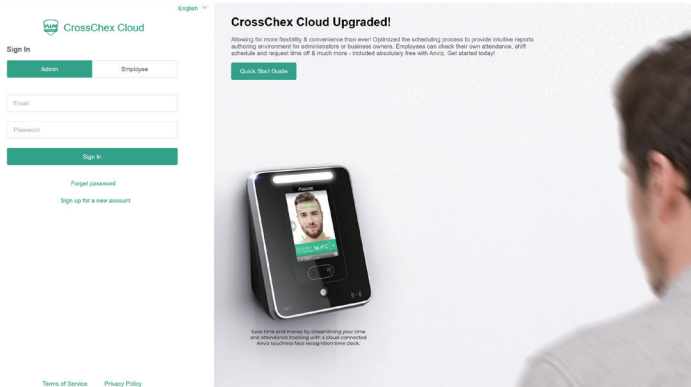 English
CrossChex Cloud
Sign In
Admin
Employee
Email
Password
Sign In
Forget password
Sign up for a new account
Terms of Service
Privacy Policy
CrossChex Cloud Upgraded!
Allowing for more flexibility & convenience than ever! Optimized the scheduling process to provide intuitive reports
authoring environment for administrators or business owners. Employees can check their own attendance, shift
schedule and request time off & much more - included absolutely free with Anviz. Get started today!
Quick Start Guide
36.4°C
Save time and money by streamlining your time
and attendance tracking with a cloud-connected
Anviz touchless face recognition time clock.